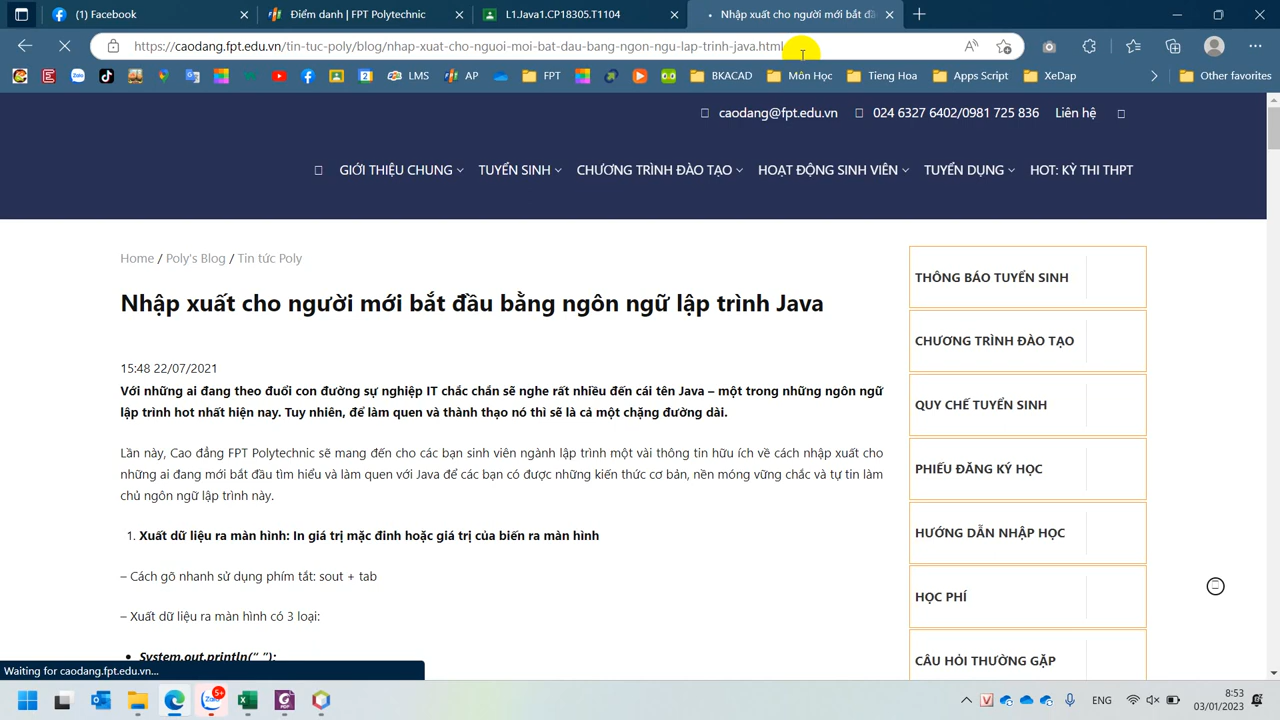 (1) Facebook
Điểm danh | FPT Polytechnic
L1.Java1.CP18305.T1104
Nhập xuất cho người mới bắt đầ
https://caodang.fpt.edu.vn/tin-tuc-poly/blog/nhap-xuat-cho-nguoi-moi-bat-dau-bang-ngon-ngu-lap-trinh-java.html
LMS
AP
FPT
BKACAD
Môn Học
Tieng Hoa
Apps Script
XeDap
Other favorites
caodang@fpt.edu.vn
024 6327 6402/0981 725 836
Liên hệ
GIỚI THIỆU CHUNG
TUYỂN SINH
CHƯƠNG TRÌNH ĐÀO TẠO
HOẠT ĐỘNG SINH VIÊN
TUYỂN DỤNG
HOT: KỲ THI THPT
Home / Poly's Blog / Tin tức Poly
Nhập xuất cho người mới bắt đầu bằng ngôn ngữ lập trình Java
15:48 22/07/2021
Với những ai đang theo đuổi con đường sự nghiệp IT chắc chắn sẽ nghe rất nhiều đến cái tên Java – một trong những ngôn ngữ
lập trình hot nhất hiện nay. Tuy nhiên, để làm quen và thành thạo nó thì sẽ là cả một chặng đường dài.
Lần này, Cao đẳng FPT Polytechnic sẽ mang đến cho các bạn sinh viên ngành lập trình một vài thông tin hữu ích về cách nhập xuất cho
những ai đang mới bắt đầu tìm hiểu và làm quen với Java để các bạn có được những kiến thức cơ bản, nền móng vững chắc và tự tin làm
chủ ngôn ngữ lập trình này.
1. Xuất dữ liệu ra màn hình: In giá trị mặc đinh hoặc giá trị của biến ra màn hình
– Cách gõ nhanh sử dụng phím tắt: sout + tab
– Xuất dữ liệu ra màn hình có 3 loại:
• System.out.println(“ ”);
THÔNG BÁO TUYỂN SINH
CHƯƠNG TRÌNH ĐÀO TẠO
QUY CHẾ TUYỂN SINH
PHIẾU ĐĂNG KÝ HỌC
HƯỚNG DẪN NHẬP HỌC
HỌC PHÍ
CÂU HỎI THƯỜNG GẶP
Waiting for caodang.fpt.edu.vn...
5+
ENG
8:53
03/01/2023